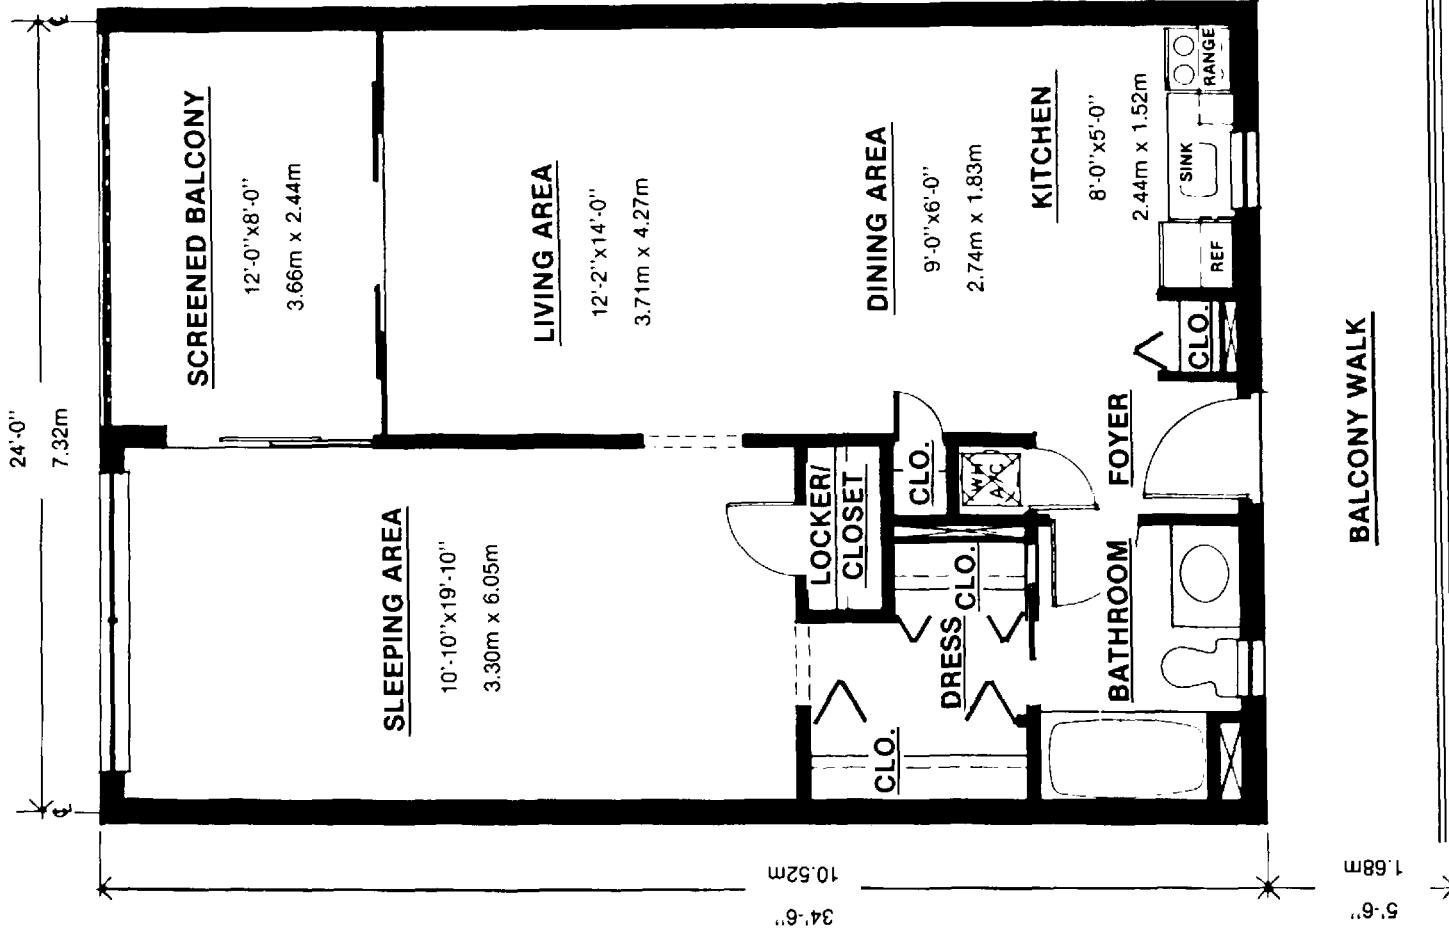 24'-0"
7.32m
SCREENED BALCONY
12'-0"x8'-0"
3.66m x 2.44m
LIVING AREA
12'-2"x14'-0"
3.71m x 4.27m
DINING AREA
9'-0"x6'-0"
2.74m x 1.83m
KITCHEN
8'-0"x5'-0"
2.44m x 1.52m
RANGE
SINK
REF
CLO.
SLEEPING AREA
10'-10"x19'-10"
3.30m x 6.05m
LOCKER/
CLOSET
CLO.
WH
A/C
FOYER
DRESS
CLO.
CLO.
BATHROOM
BALCONY WALK
10.52m
34'-6"
1.68m
5'-6"